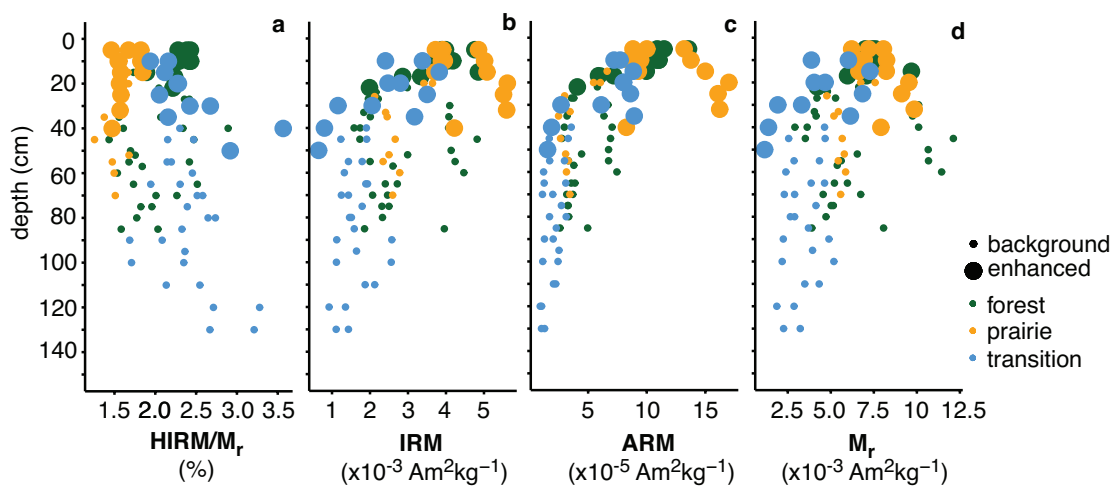 a
b
c
d
0
20
40
60
80
100
120
140
depth (cm)
1.5 2.0 2.5 3.0 3.5
1 2 3 4 5
5 10 15
2.5 5.0 7.5 10 12.5
HIRM/Mr
(%)
IRM
(x10⁻³ Am²kg⁻¹)
ARM
(x10⁻⁵ Am²kg⁻¹)
Mr
(x10⁻³ Am²kg⁻¹)
background
enhanced
forest
prairie
transition